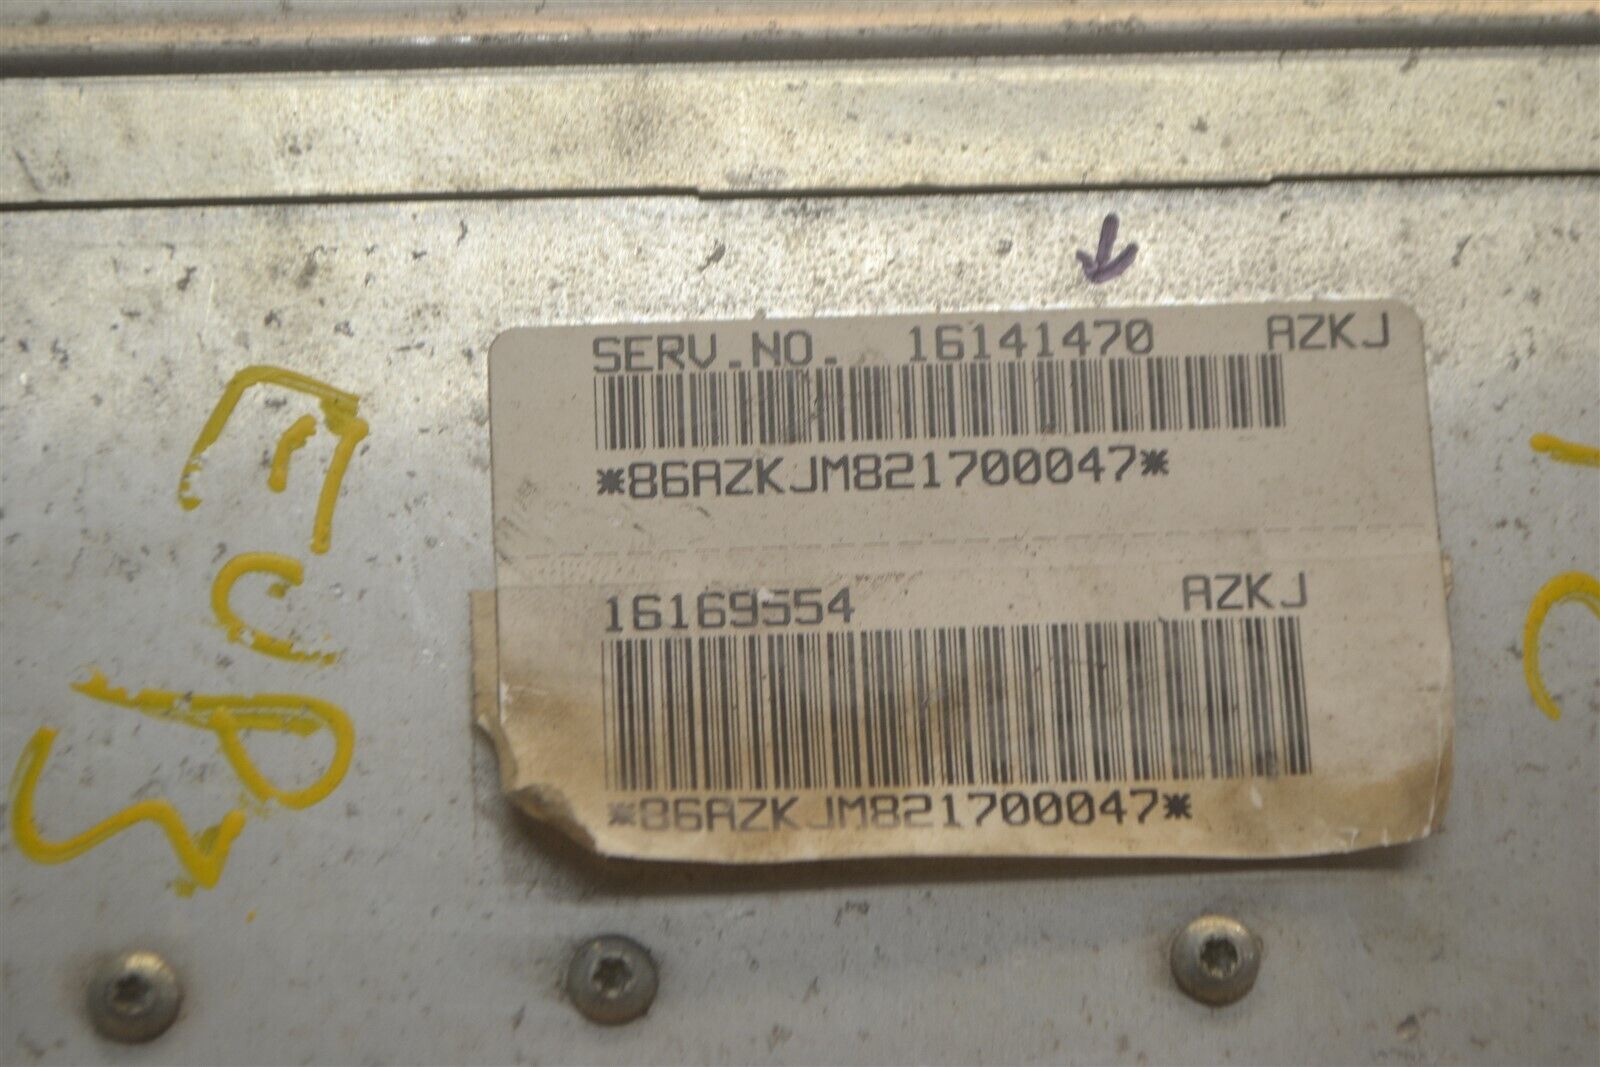 SERV.NO. 16141470 AZKJ
*86AZKJM821700047*
16169554 AZKJ
*86AZKJM821700047*